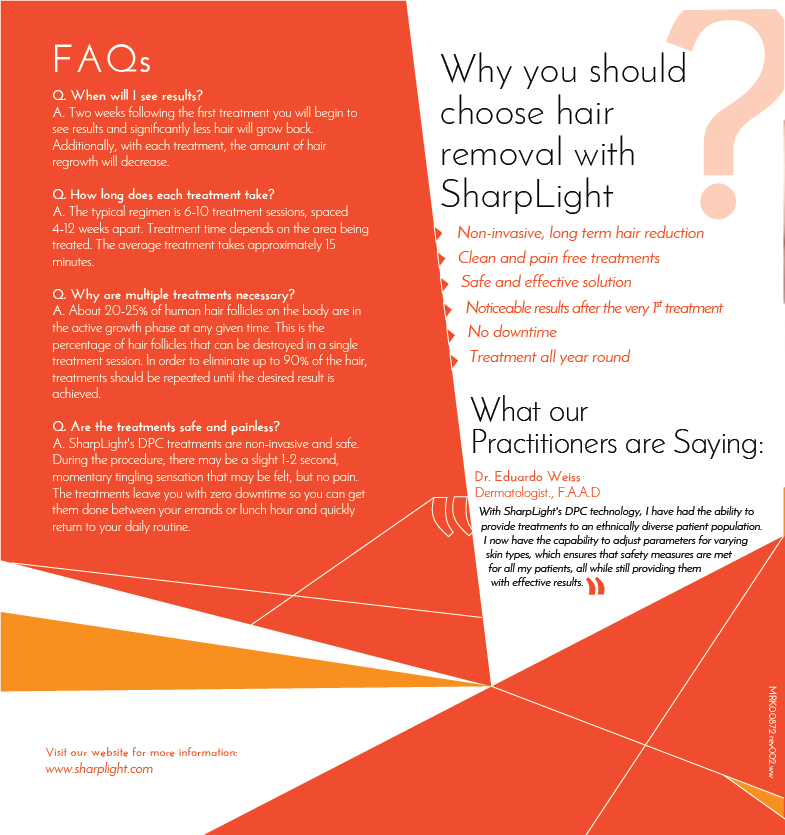 FAQs
Q. When will I see results?
A. Two weeks following the first treatment you will begin to
see results and significantly less hair will grow back.
Additionally, with each treatment, the amount of hair
regrowth will decrease.
Q. How long does each treatment take?
A. The typical regimen is 6-10 treatment sessions, spaced
4-12 weeks apart. Treatment time depends on the area being
treated. The average treatment takes approximately 15
minutes.
Q. Why are multiple treatments necessary?
A. About 20-25% of human hair follicles on the body are in
the active growth phase at any given time. This is the
percentage of hair follicles that can be destroyed in a single
treatment session. In order to eliminate up to 90% of the hair,
treatments should be repeated until the desired result is
achieved.
Q. Are the treatments safe and painless?
A. SharpLight's DPC treatments are non-invasive and safe.
During the procedure, there may be a slight 1-2 second,
momentary tingling sensation that may be felt, but no pain.
The treatments leave you with zero downtime so you can get
them done between your errands or lunch hour and quickly
return to your daily routine.
Visit our website for more information:
www.sharplight.com
Why you should
choose hair
removal with
SharpLight
?
Non-invasive, long term hair reduction
Clean and pain free treatments
Safe and effective solution
Noticeable results after the very 1st treatment
No downtime
Treatment all year round
What our
Practitioners are Saying:
Dr. Eduardo Weiss
Dermatologist., F.A.A.D
“With SharpLight's DPC technology, I have had the ability to
provide treatments to an ethnically diverse patient population.
I now have the capability to adjust parameters for varying
skin types, which ensures that safety measures are met
for all my patients, all while still providing them
with effective results.”
MRK00872.rev002.ww